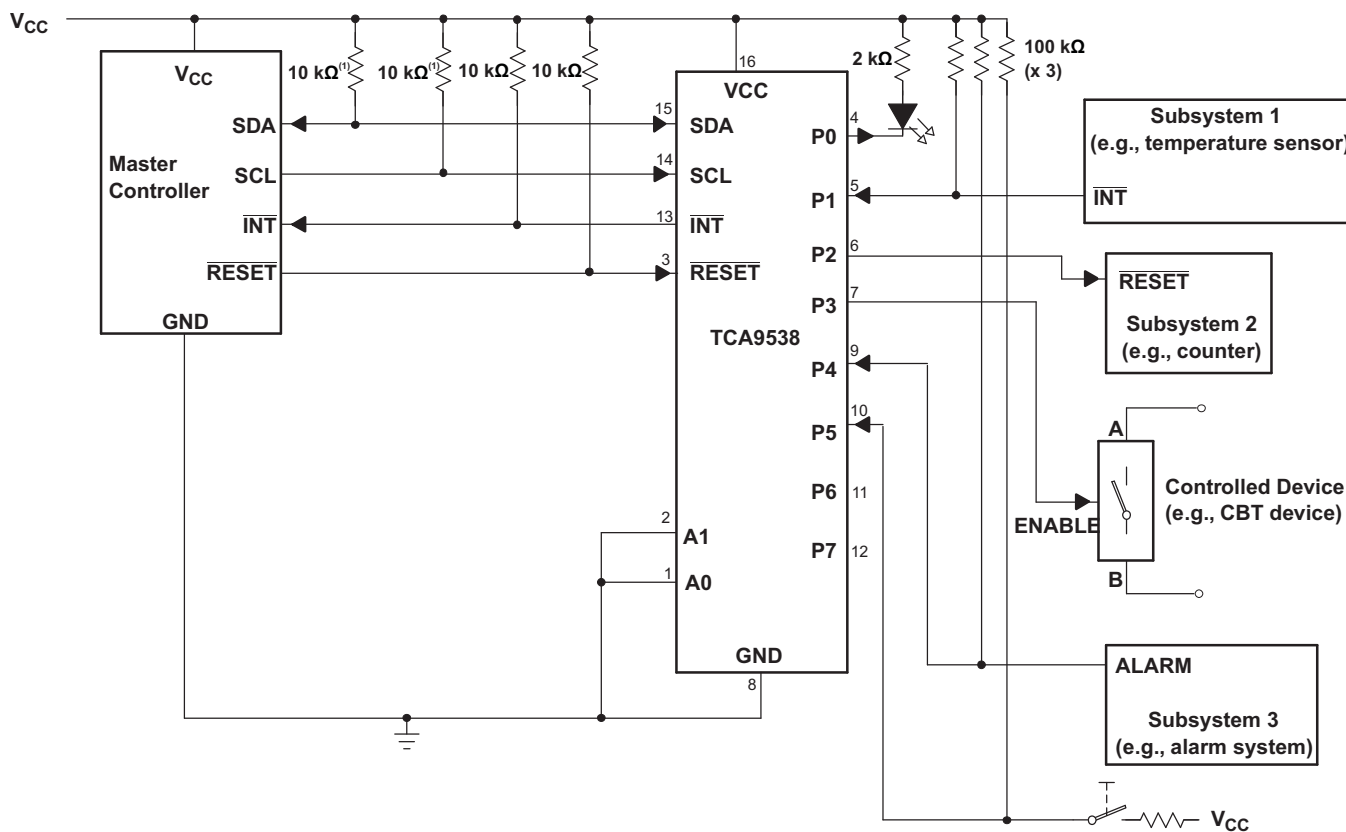 VCC
VCC
10 kΩ(1)
10 kΩ(1)
10 kΩ
10 kΩ
2 kΩ
100 kΩ
(x 3)
Master
Controller
SDA
SCL
INT
RESET
GND
16
VCC
15
SDA
14
SCL
13
INT
3
RESET
TCA9538
2
A1
1
A0
GND
8
P0
4
P1
5
P2
6
P3
7
P4
9
P5
10
P6
11
P7
12
Subsystem 1
(e.g., temperature sensor)
INT
RESET
Subsystem 2
(e.g., counter)
A
ENABLE
B
Controlled Device
(e.g., CBT device)
ALARM
Subsystem 3
(e.g., alarm system)
VCC